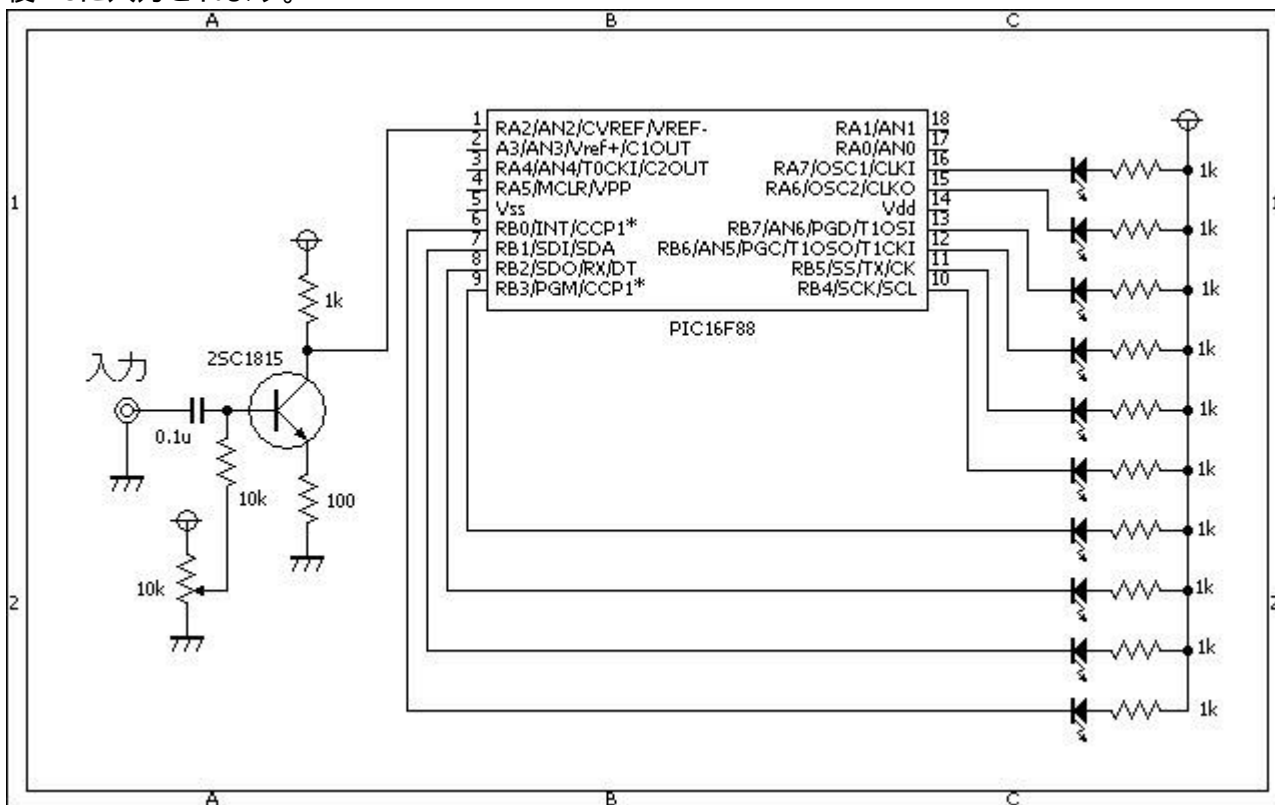 A B C
1
1
2
2
A B C
入力
0.1u
10k
10k
1k
2SC1815
100
1 RA2/AN2/CVREF/VREF-
2 A3/AN3/Vref+/C1OUT
3 RA4/AN4/T0CKI/C2OUT
4 RA5/MCLR/VPP
5 Vss
6 RB0/INT/CCP1*
7 RB1/SDI/SDA
8 RB2/SDO/RX/DT
9 RB3/PGM/CCP1*
RA1/AN1 18
RA0/AN0 17
RA7/OSC1/CLKI 16
RA6/OSC2/CLKO 15
Vdd 14
RB7/AN6/PGD/T1OSI 13
RB6/AN5/PGC/T1OSO/T1CKI 12
RB5/SS/TX/CK 11
RB4/SCK/SCL 10
PIC16F88
1k
1k
1k
1k
1k
1k
1k
1k
1k
1k